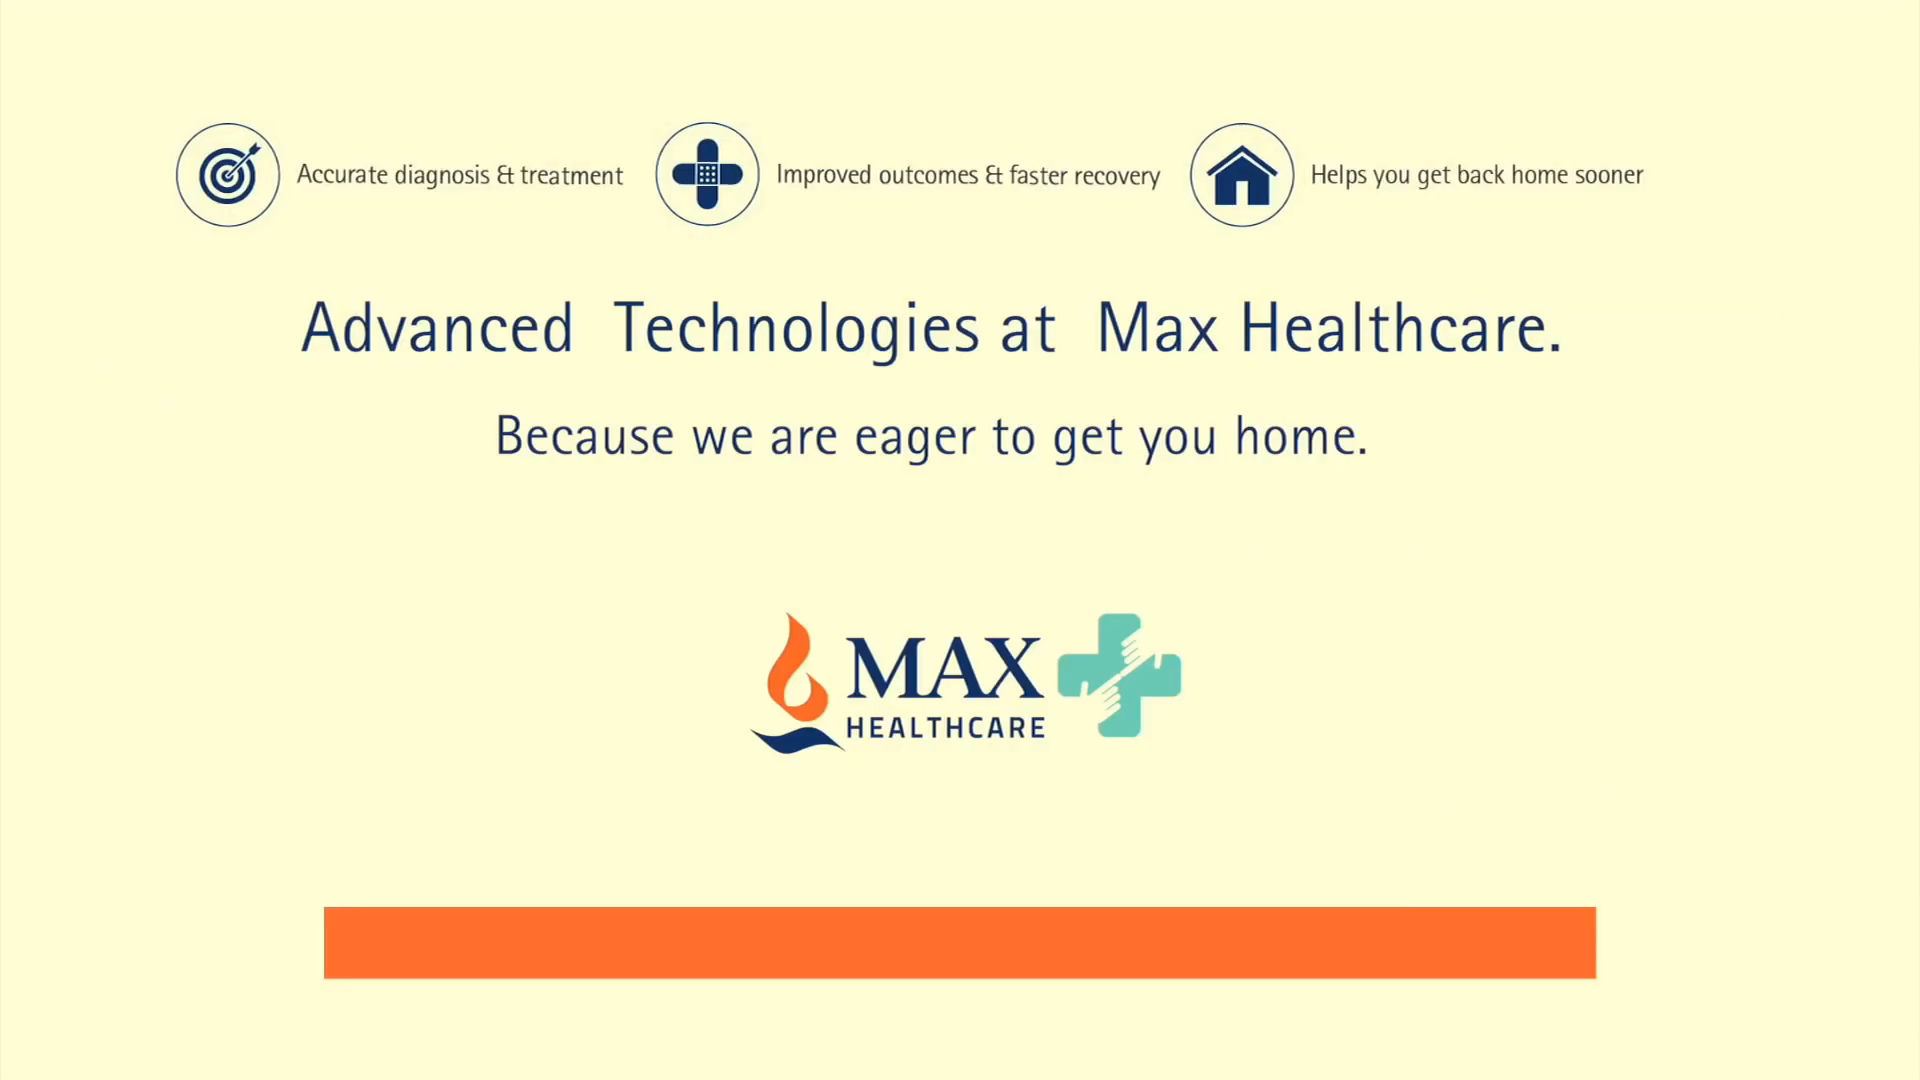 Accurate diagnosis & treatment
Improved outcomes & faster recovery
Helps you get back home sooner
Advanced Technologies at Max Healthcare.
Because we are eager to get you home.
MAX
HEALTHCARE